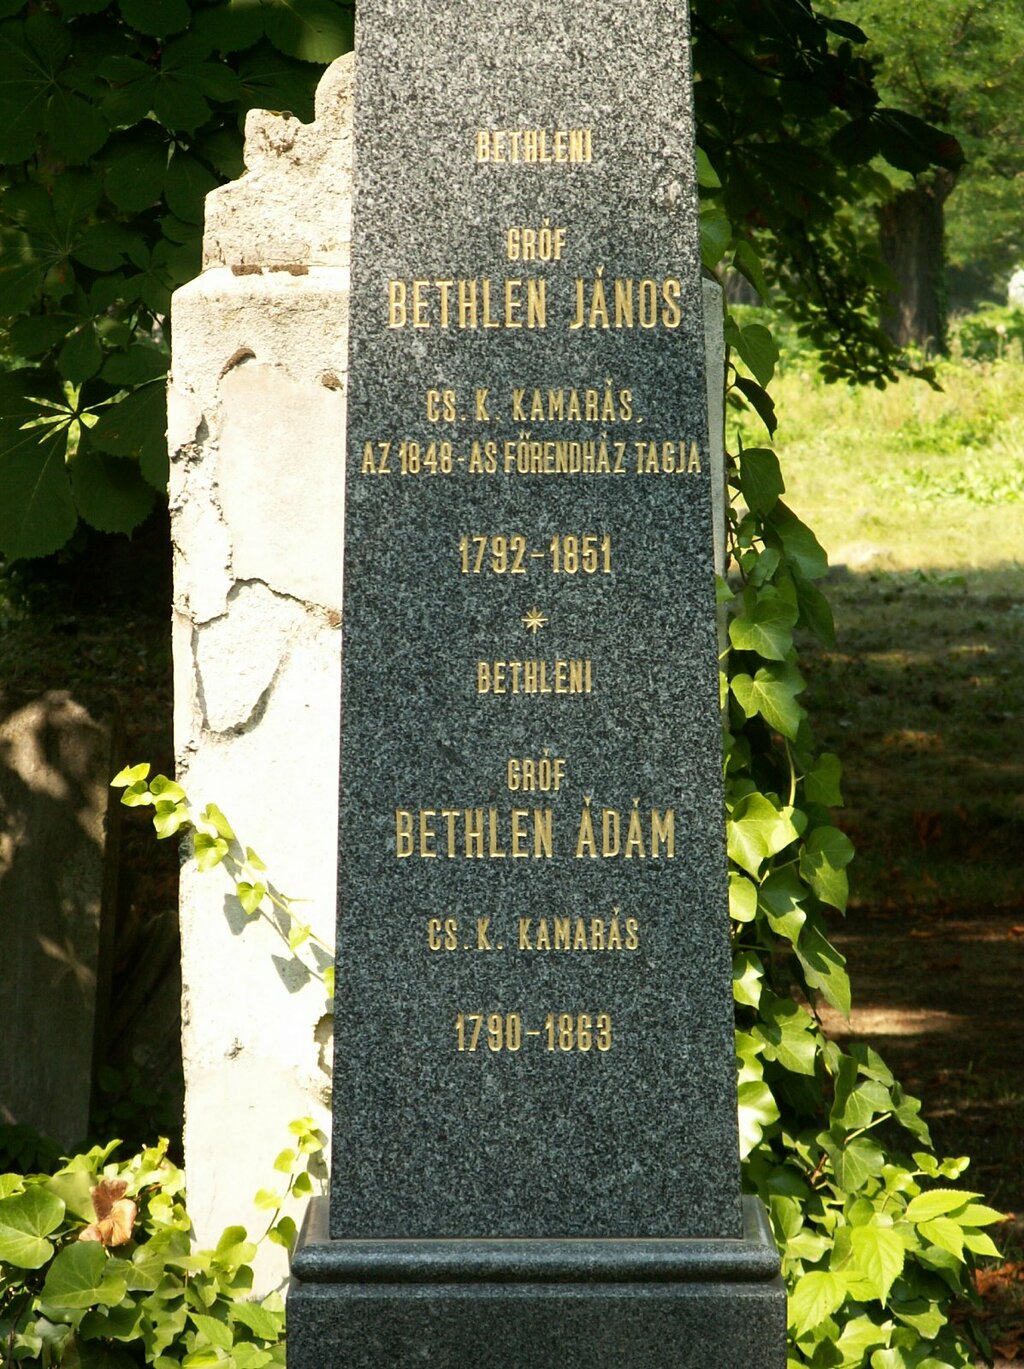 BETHLENI
GRÓF
BETHLEN JÁNOS
CS. K. KAMARÁS,
AZ 1848-AS FŐRENDHÁZ TAGJA
1792-1851
BETHLENI
GRÓF
BETHLEN ÁDÁM
CS. K. KAMARÁS
1790-1863